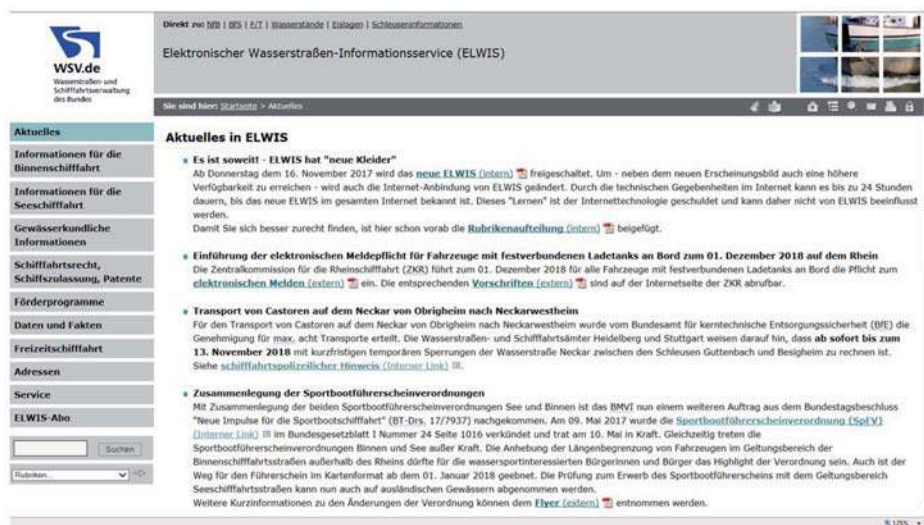 WSV.de
Wasserstraßen- und
Schifffahrtsverwaltung
des Bundes
Direkt zu: NfB | BfS | F/T | Wasserstände | Eislagen | Schleuseninformationen
Elektronischer Wasserstraßen-Informationsservice (ELWIS)
Sie sind hier: Startseite > Aktuelles
Aktuelles
Informationen für die
Binnenschifffahrt
Informationen für die
Seeschifffahrt
Gewässerkundliche
Informationen
Schifffahrtsrecht,
Schiffszulassung, Patente
Förderprogramme
Daten und Fakten
Freizeitschifffahrt
Adressen
Service
ELWIS-Abo
Suchen
Rubriken...
Aktuelles in ELWIS
Es ist soweit! - ELWIS hat "neue Kleider"
Ab Donnerstag dem 16. November 2017 wird das neue ELWIS (intern) freigeschaltet. Um - neben dem neuen Erscheinungsbild auch eine höhere
Verfügbarkeit zu erreichen - wird auch die Internet-Anbindung von ELWIS geändert. Durch die technischen Gegebenheiten im Internet kann es bis zu 24 Stunden
dauern, bis das neue ELWIS im gesamten Internet bekannt ist. Dieses "Lernen" ist der Internettechnologie geschuldet und kann daher nicht von ELWIS beeinflusst
werden.
Damit Sie sich besser zurecht finden, ist hier schon vorab die Rubrikenaufteilung (intern) beigefügt.
Einführung der elektronischen Meldepflicht für Fahrzeuge mit festverbundenen Ladetanks an Bord zum 01. Dezember 2018 auf dem Rhein
Die Zentralkommission für die Rheinschifffahrt (ZKR) führt zum 01. Dezember 2018 für alle Fahrzeuge mit festverbundenen Ladetanks an Bord die Pflicht zum
elektronischen Melden (extern) ein. Die entsprechenden Vorschriften (extern) sind auf der Internetseite der ZKR abrufbar.
Transport von Castoren auf dem Neckar von Obrigheim nach Neckarwestheim
Für den Transport von Castoren auf dem Neckar von Obrigheim nach Neckarwestheim wurde vom Bundesamt für kerntechnische Entsorgungssicherheit (BfE) die
Genehmigung für max. acht Transporte erteilt. Die Wasserstraßen- und Schifffahrtsämter Heidelberg und Stuttgart weisen darauf hin, dass ab sofort bis zum
13. November 2018 mit kurzfristigen temporären Sperrungen der Wasserstraße Neckar zwischen den Schleusen Guttenbach und Besigheim zu rechnen ist.
Siehe schifffahrtspolizeilicher Hinweis (Interner Link)
Zusammenlegung der Sportbootführerscheinverordnungen
Mit Zusammenlegung der beiden Sportbootführerscheinverordnungen See und Binnen ist das BMVI nun einem weiteren Auftrag aus dem Bundestagsbeschluss
"Neue Impulse für die Sportbootschifffahrt" (BT-Drs. 17/7937) nachgekommen. Am 09. Mai 2017 wurde die Sportbootführerscheinverordnung (SpFV)
(Interner Link) im Bundesgesetzblatt I Nummer 24 Seite 1016 verkündet und trat am 10. Mai in Kraft. Gleichzeitig treten die
Sportbootführerscheinverordnungen Binnen und See außer Kraft. Die Anhebung der Längenbegrenzung von Fahrzeugen im Geltungsbereich der
Binnenschifffahrtsstraßen außerhalb des Rheins dürfte für die wassersportinteressierten Bürgerinnen und Bürger das Highlight der Verordnung sein. Auch ist der
Weg für den Führerschein im Kartenformat ab dem 01. Januar 2018 geebnet. Die Prüfung zum Erwerb des Sportbootführerscheins mit dem Geltungsbereich
Seeschifffahrtsstraßen kann nun auch auf ausländischen Gewässern abgenommen werden.
Weitere Kurzinformationen zu den Änderungen der Verordnung können dem Flyer (extern) entnommen werden.
125%